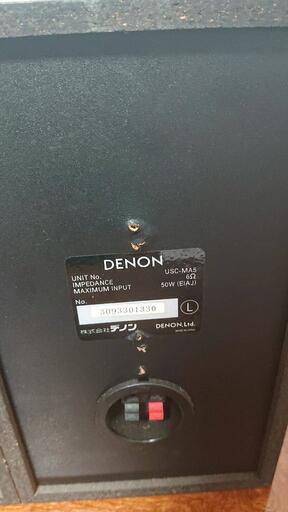 DENON
UNIT No. USC-MA5
IMPEDANCE 6Ω
MAXIMUM INPUT 50W (EIAJ)
No. 3093301330
L
株式会社デノン DENON, Ltd.